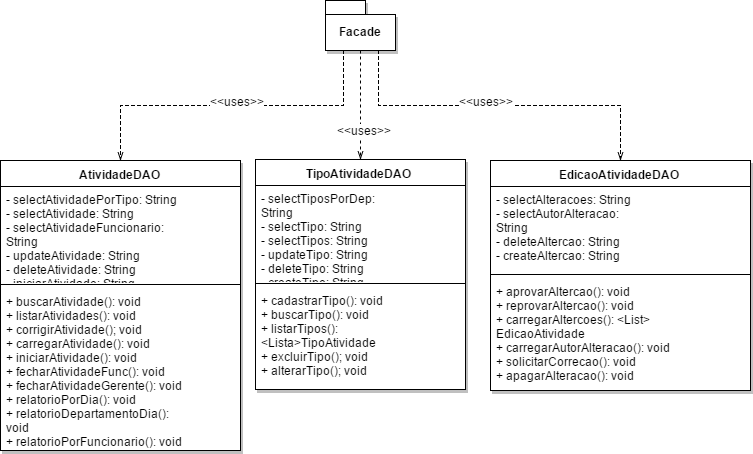 Facade
<<uses>>
<<uses>>
<<uses>>
AtividadeDAO
- selectAtividadePorTipo: String
- selectAtividade: String
- selectAtividadeFuncionario:
String
- updateAtividade: String
- deleteAtividade: String
- iniciarAtividade: String
+ buscarAtividade(): void
+ listarAtividades(): void
+ corrigirAtividade(); void
+ carregarAtividade(): void
+ iniciarAtividade(): void
+ fecharAtividadeFunc(): void
+ fecharAtividadeGerente(): void
+ relatorioPorDia(): void
+ relatorioDepartamentoDia():
void
+ relatorioPorFuncionario(): void
TipoAtividadeDAO
- selectTiposPorDep:
String
- selectTipo: String
- selectTipos: String
- updateTipo: String
- deleteTipo: String
- createTipo: String
+ cadastrarTipo(): void
+ buscarTipo(): void
+ listarTipos():
<Lista>TipoAtividade
+ excluirTipo(); void
+ alterarTipo(); void
EdicaoAtividadeDAO
- selectAlteracoes: String
- selectAutorAlteracao:
String
- deleteAltercao: String
- createAltercao: String
+ aprovarAltercao(): void
+ reprovarAltercao(): void
+ carregarAltercoes(): <List>
EdicaoAtividade
+ carregarAutorAlteracao(): void
+ solicitarCorrecao(): void
+ apagarAlteracao(): void